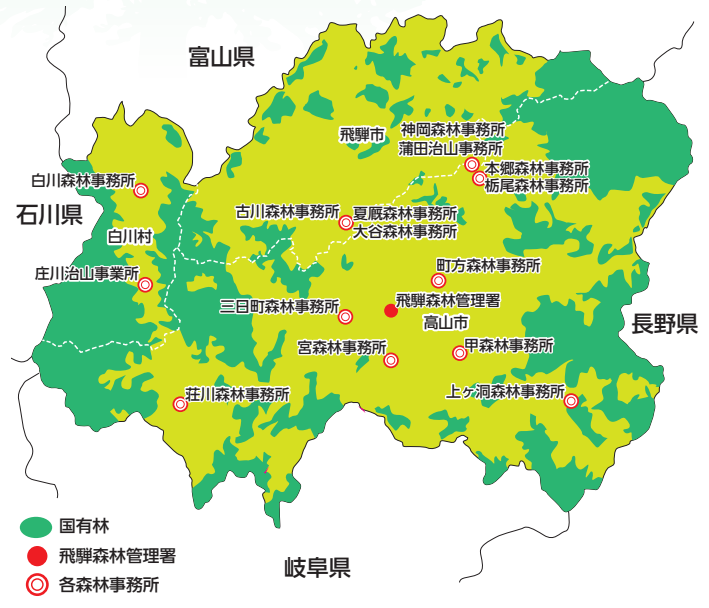 富山県
飛騨市
神岡森林事務所
蒲田治山事務所
本郷森林事務所
栃尾森林事務所
白川森林事務所
石川県
白川村
古川森林事務所
夏厩森林事務所
大谷森林事務所
庄川治山事業所
町方森林事務所
三日町森林事務所
飛騨森林管理署
高山市
長野県
宮森林事務所
甲森林事務所
荘川森林事務所
上ヶ洞森林事務所
国有林
飛騨森林管理署
各森林事務所
岐阜県